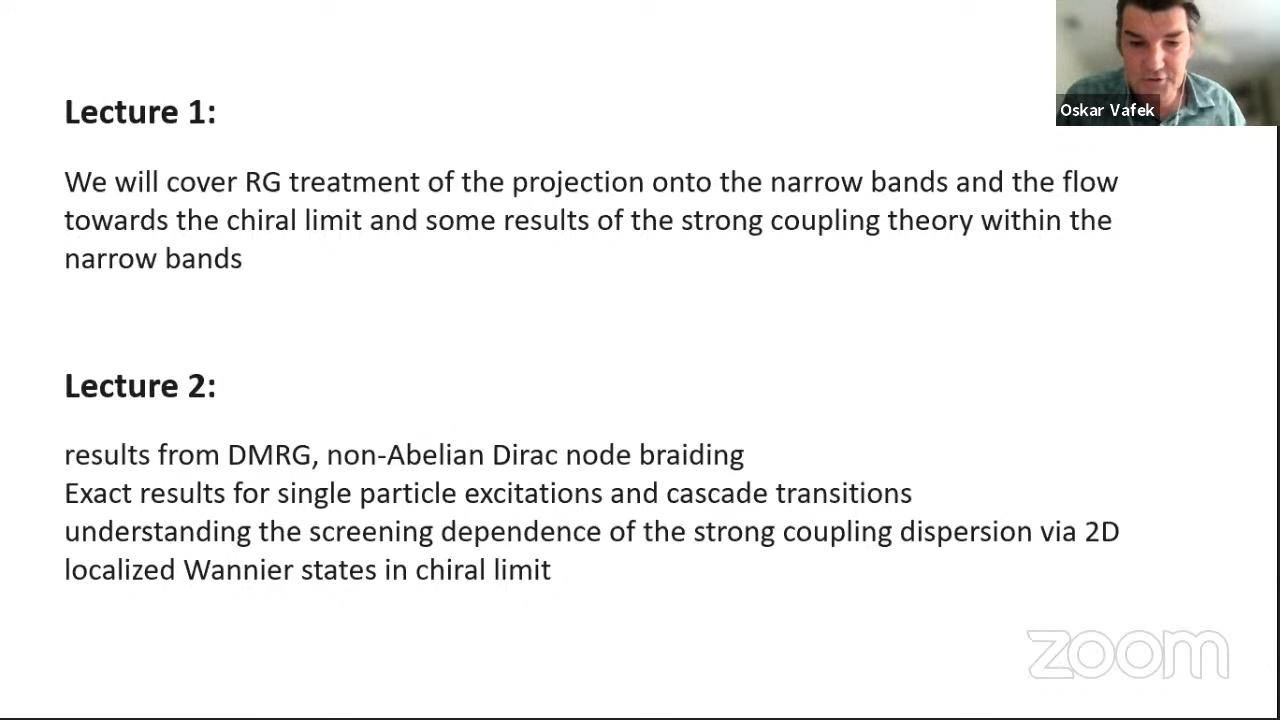 Oskar Vafek
Lecture 1:
We will cover RG treatment of the projection onto the narrow bands and the flow
towards the chiral limit and some results of the strong coupling theory within the
narrow bands
Lecture 2:
results from DMRG, non-Abelian Dirac node braiding
Exact results for single particle excitations and cascade transitions
understanding the screening dependence of the strong coupling dispersion via 2D
localized Wannier states in chiral limit
zoom